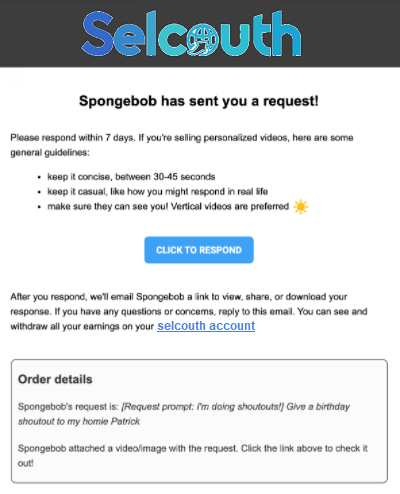 Selcouth
Spongebob has sent you a request!
Please respond within 7 days. If you're selling personalized videos, here are some
general guidelines:
• keep it concise, between 30-45 seconds
• keep it casual, like how you might respond in real life
• make sure they can see you! Vertical videos are preferred ☀️
CLICK TO RESPOND
After you respond, we'll email Spongebob a link to view, share, or download your
response. If you have any questions or concerns, reply to this email. You can see and
withdraw all your earnings on your selcouth account
Order details
Spongebob's request is: [Request prompt: I'm doing shoutouts!] Give a birthday
shoutout to my homie Patrick
Spongebob attached a video/image with the request. Click the link above to check it
out!